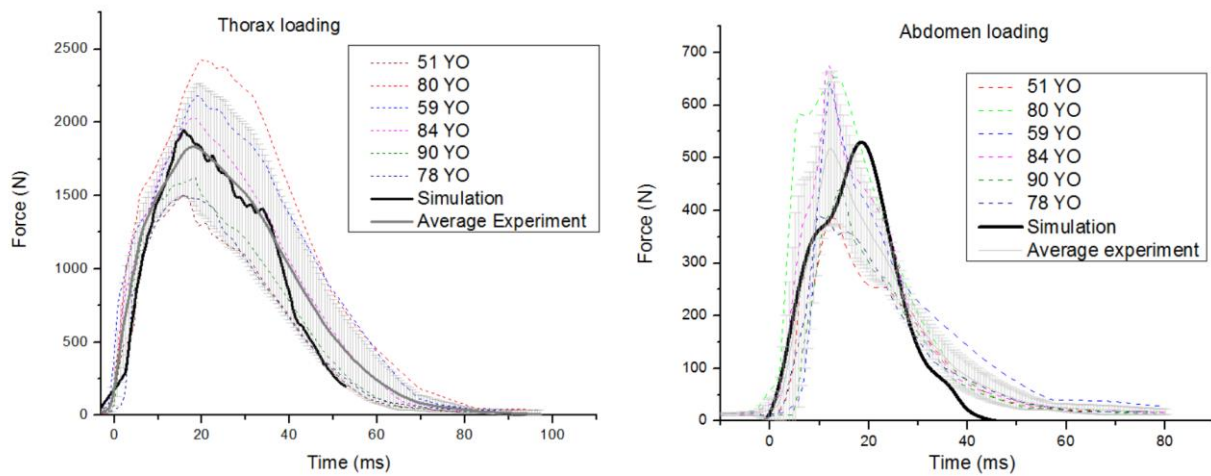 Thorax loading
2500
2000
1500
1000
500
0
Force (N)
0 20 40 60 80 100
Time (ms)
51 YO
80 YO
59 YO
84 YO
90 YO
78 YO
Simulation
Average Experiment
Abdomen loading
700
600
500
400
300
200
100
0
Force (N)
0 20 40 60 80
Time (ms)
51 YO
80 YO
59 YO
84 YO
90 YO
78 YO
Simulation
Average experiment